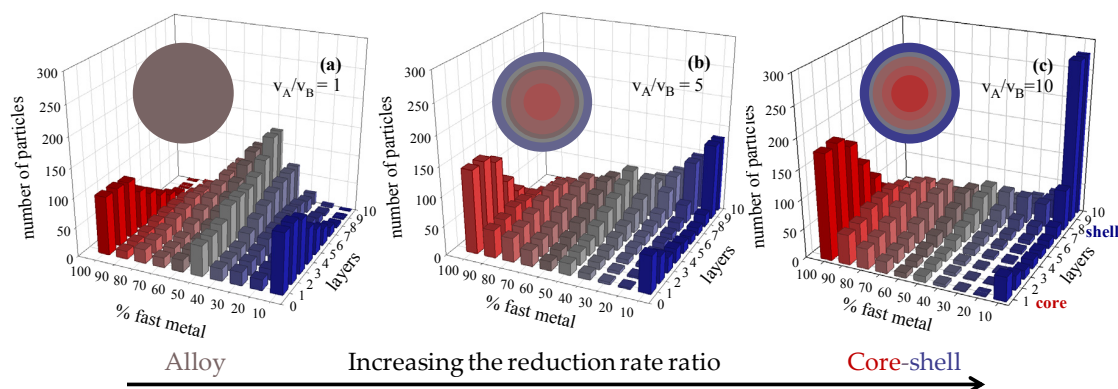 (a)
v_A/v_B = 1
number of particles
300
250
200
150
100
50
0
100 90 80 70 60 50 40 30 20 10
% fast metal
0 1 2 3 4 5 6 7 8 9 10
layers
(b)
v_A/v_B = 5
number of particles
300
250
200
150
100
50
0
100 90 80 70 60 50 40 30 20 10
% fast metal
0 1 2 3 4 5 6 7 8 9 10
layers
(c)
v_A/v_B=10
number of particles
300
250
200
150
100
50
0
100 90 80 70 60 50 40 30 20 10
% fast metal
1 2 3 4 5 6 7 8 9 10
layers
shell
core
Alloy
Increasing the reduction rate ratio
Core-shell